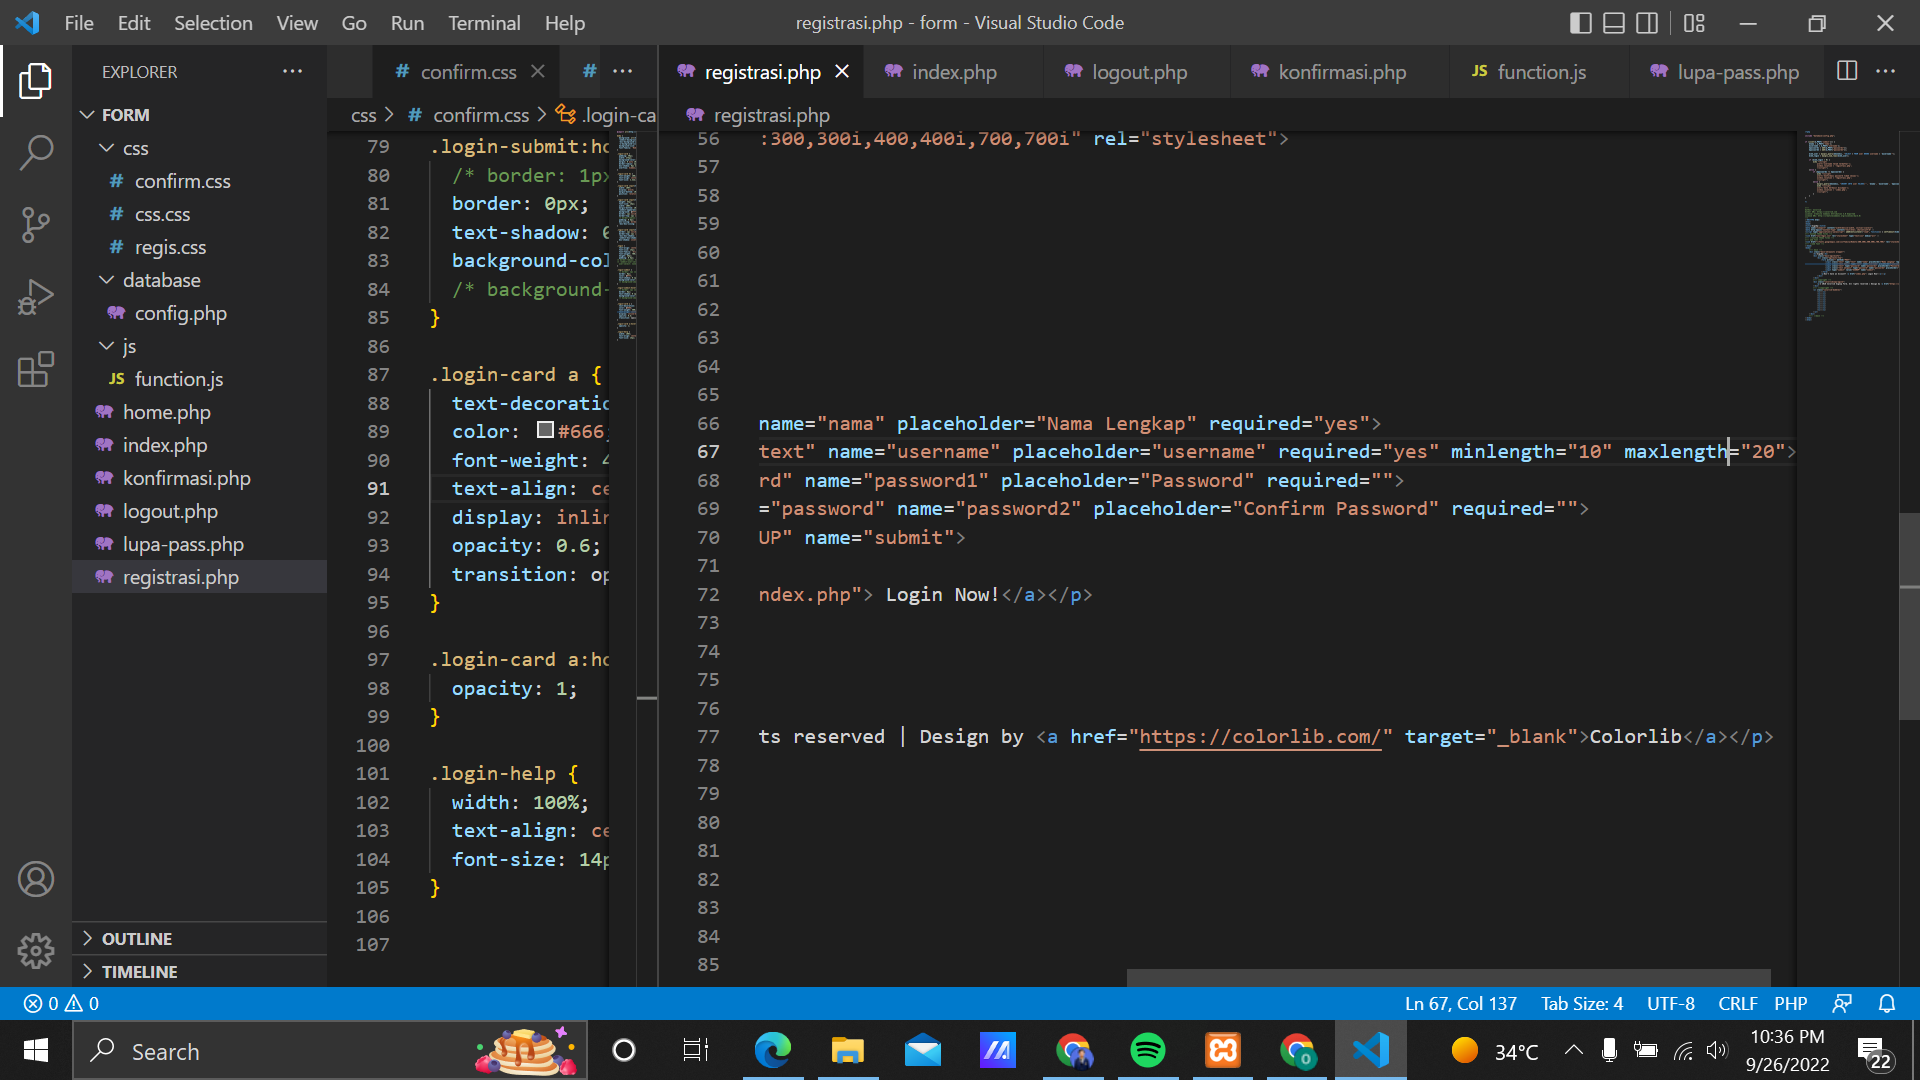 File Edit Selection View Go Run Terminal Help
registrasi.php - form - Visual Studio Code
EXPLORER
FORM
css
confirm.css
css.css
regis.css
database
config.php
js
JS function.js
home.php
index.php
konfirmasi.php
logout.php
lupa-pass.php
registrasi.php
OUTLINE
TIMELINE
# confirm.css
#
css > # confirm.css > .login-ca
79 .login-submit:ho
80 /* border: 1px
81 border: 0px;
82 text-shadow:
83 background-col
84 /* background-
85 }
86
87 .login-card a {
88 text-decoratio
89 color: #666;
90 font-weight: 4
91 text-align: ce
92 display: inlin
93 opacity: 0.6;
94 transition: op
95 }
96
97 .login-card a:ho
98 opacity: 1;
99 }
100
101 .login-help {
102 width: 100%;
103 text-align: ce
104 font-size: 14p
105 }
106
107
registrasi.php index.php logout.php konfirmasi.php JS function.js lupa-pass.php
registrasi.php
56 :300,300i,400,400i,700,700i" rel="stylesheet">
57
58
59
60
61
62
63
64
65
66 name="nama" placeholder="Nama Lengkap" required="yes">
67 text" name="username" placeholder="username" required="yes" minlength="10" maxlength="20">
68 rd" name="password1" placeholder="Password" required="">
69 ="password" name="password2" placeholder="Confirm Password" required="">
70 UP" name="submit">
71
72 ndex.php"> Login Now!</a></p>
73
74
75
76
77 ts reserved | Design by <a href="https://colorlib.com/" target="_blank">Colorlib</a></p>
78
79
80
81
82
83
84
85
0 0
Ln 67, Col 137 Tab Size: 4 UTF-8 CRLF PHP
Search
34°C
10:36 PM
9/26/2022
22